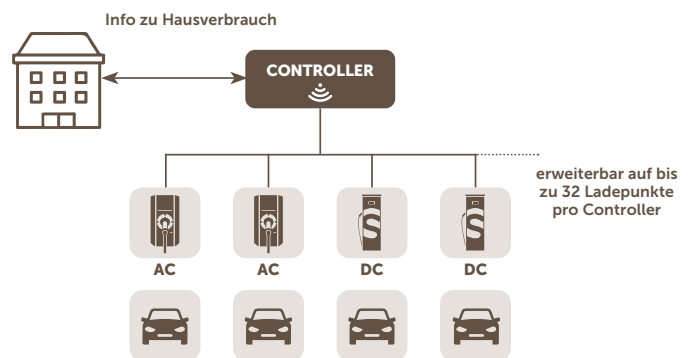 Info zu Hausverbrauch
CONTROLLER
erweiterbar auf bis
zu 32 Ladepunkte
pro Controller
AC
AC
DC
DC